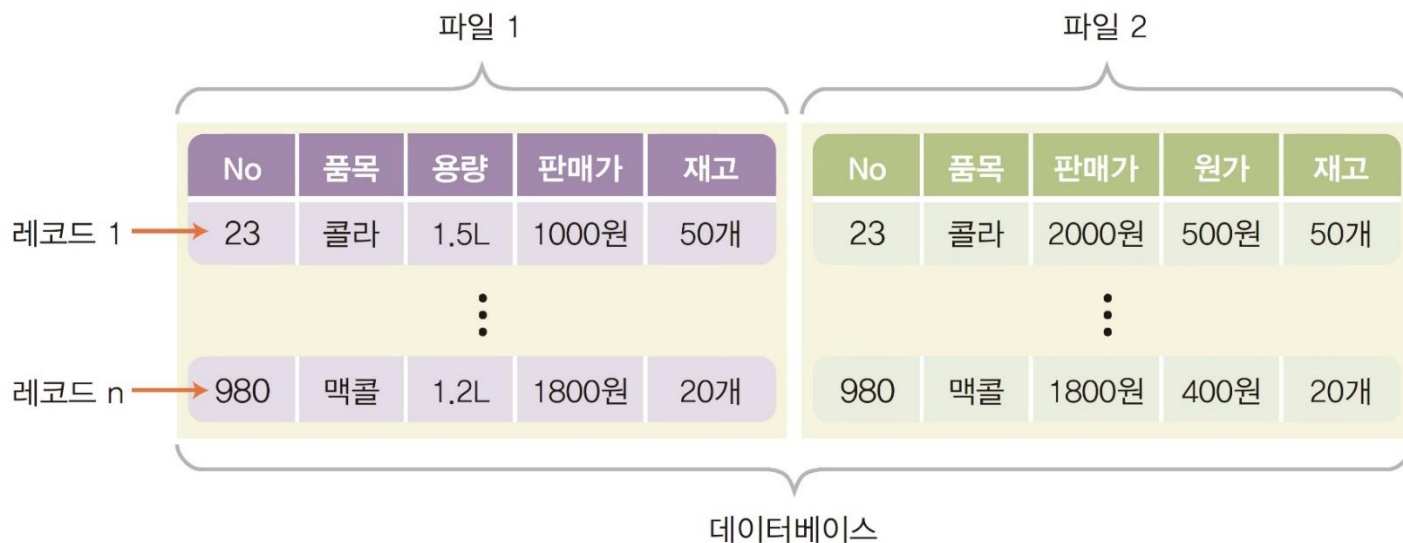 파일 1 파일 2
No 품목 용량 판매가 재고 No 품목 판매가 원가 재고
레코드 1 23 콜라 1.5L 1000원 50개 23 콜라 2000원 500원 50개
레코드 n 980 맥콜 1.2L 1800원 20개 980 맥콜 1800원 400원 20개
데이터베이스